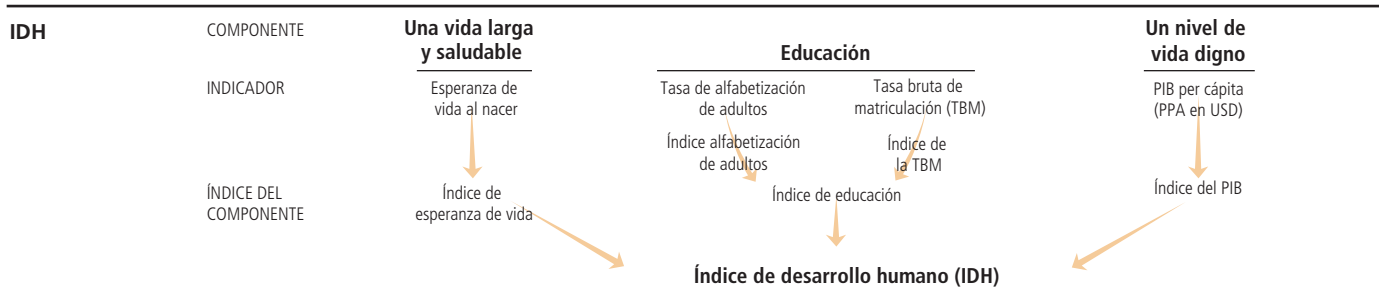 IDH
COMPONENTE
Una vida larga
y saludable
Educación
Un nivel de
vida digno
INDICADOR
Esperanza de
vida al nacer
Tasa de alfabetización
de adultos
Tasa bruta de
matriculación (TBM)
PIB per cápita
(PPA en USD)
Índice alfabetización
de adultos
Índice de
la TBM
ÍNDICE DEL
COMPONENTE
Índice de
esperanza de vida
Índice de educación
Índice del PIB
Índice de desarrollo humano (IDH)